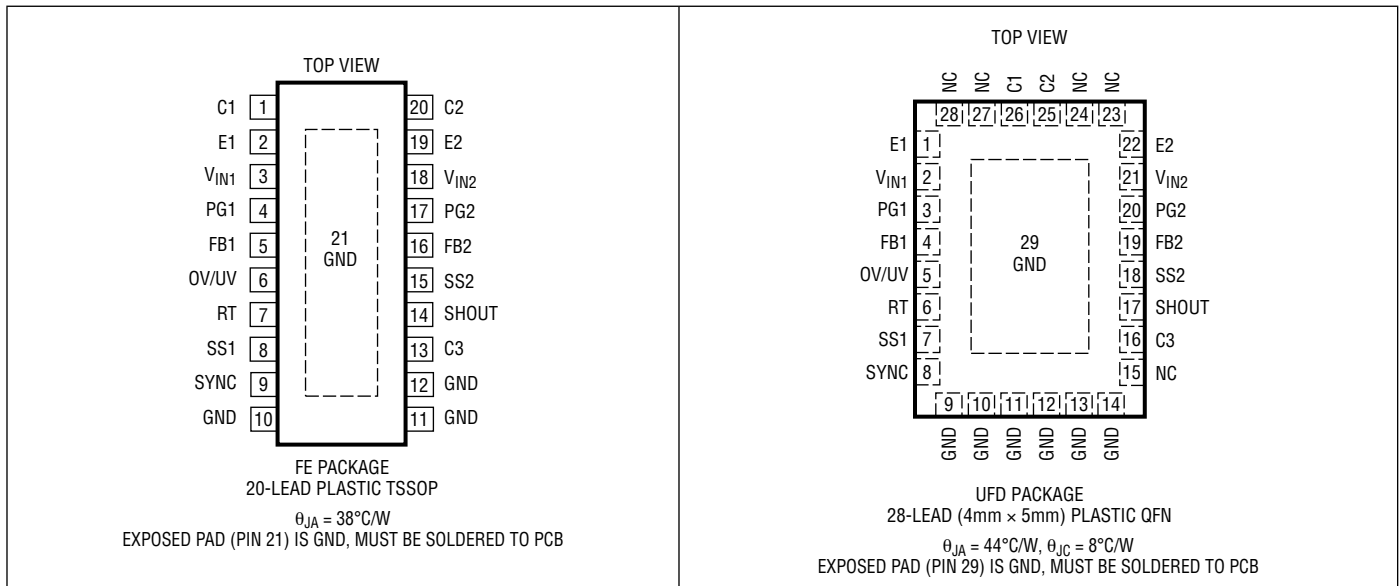 TOP VIEW
C1 1 20 C2
E1 2 19 E2
VIN1 3 18 VIN2
PG1 4 17 PG2
FB1 5 16 FB2
21
GND
OV/UV 6 15 SS2
RT 7 14 SHOUT
SS1 8 13 C3
SYNC 9 12 GND
GND 10 11 GND
FE PACKAGE
20-LEAD PLASTIC TSSOP
θJA = 38°C/W
EXPOSED PAD (PIN 21) IS GND, MUST BE SOLDERED TO PCB
TOP VIEW
NC NC C1 C2 NC NC
28 27 26 25 24 23
E1 1 22 E2
VIN1 2 21 VIN2
PG1 3 20 PG2
FB1 4 19 FB2
29
GND
OV/UV 5 18 SS2
RT 6 17 SHOUT
SS1 7 16 C3
SYNC 8 15 NC
9 10 11 12 13 14
GND GND GND GND GND GND
UFD PACKAGE
28-LEAD (4mm × 5mm) PLASTIC QFN
θJA = 44°C/W, θJC = 8°C/W
EXPOSED PAD (PIN 29) IS GND, MUST BE SOLDERED TO PCB